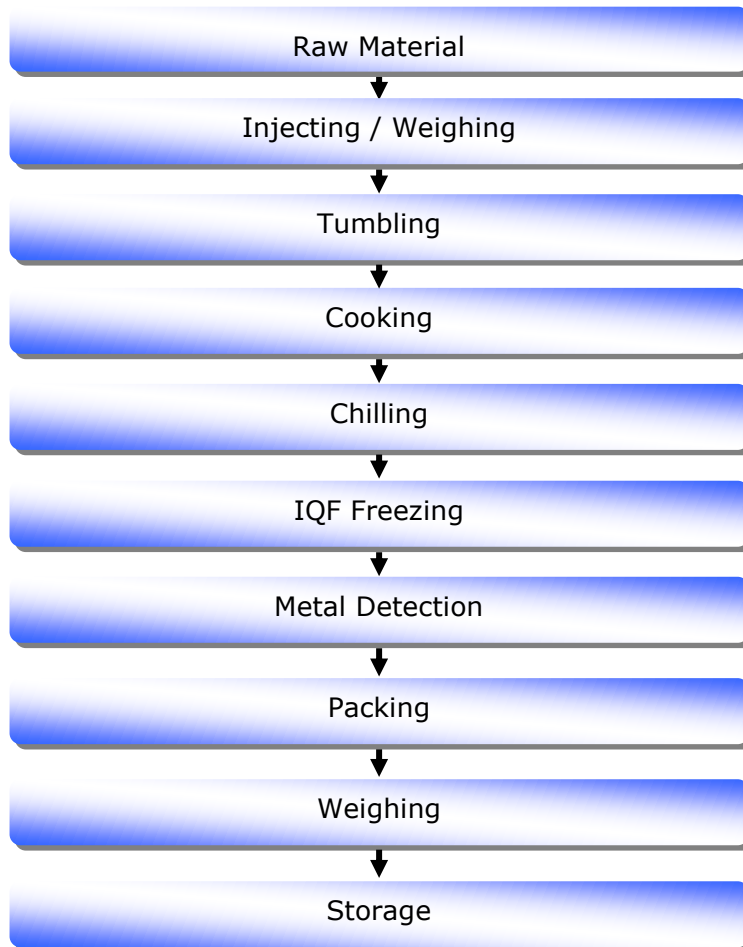 Raw Material
Injecting / Weighing
Tumbling
Cooking
Chilling
IQF Freezing
Metal Detection
Packing
Weighing
Storage